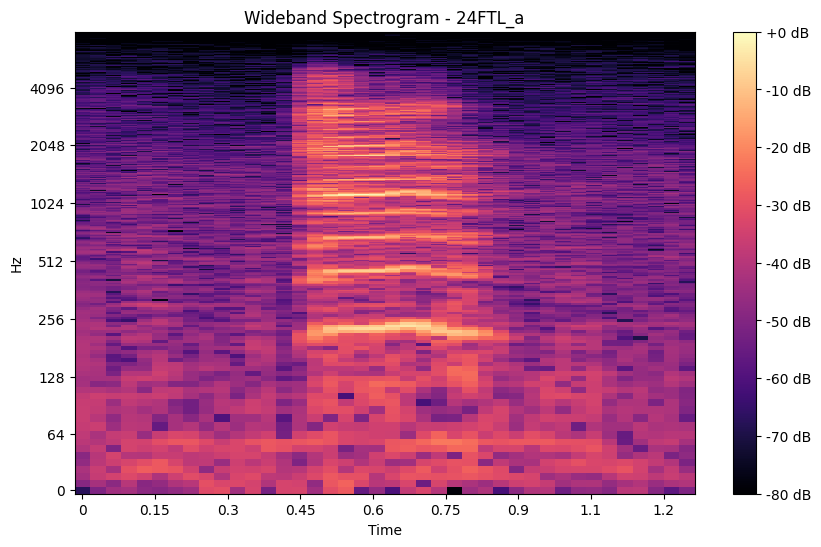 Wideband Spectrogram - 24FTL_a
Hz
4096
2048
1024
512
256
128
64
0
0 0.15 0.3 0.45 0.6 0.75 0.9 1.1 1.2
Time
+0 dB
-10 dB
-20 dB
-30 dB
-40 dB
-50 dB
-60 dB
-70 dB
-80 dB